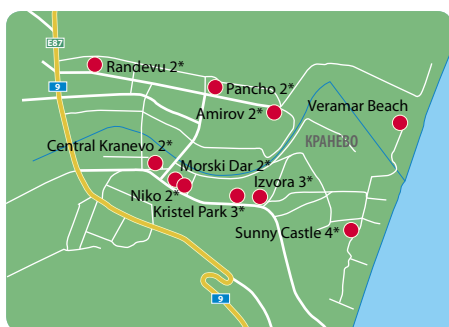 E87
9
Randevu 2*
Pancho 2*
Amirov 2*
Veramar Beach
КРАНЕВО
Central Kranevo 2*
Morski Dar 2*
Niko 2*
Izvora 3*
Kristel Park 3*
Sunny Castle 4*
9